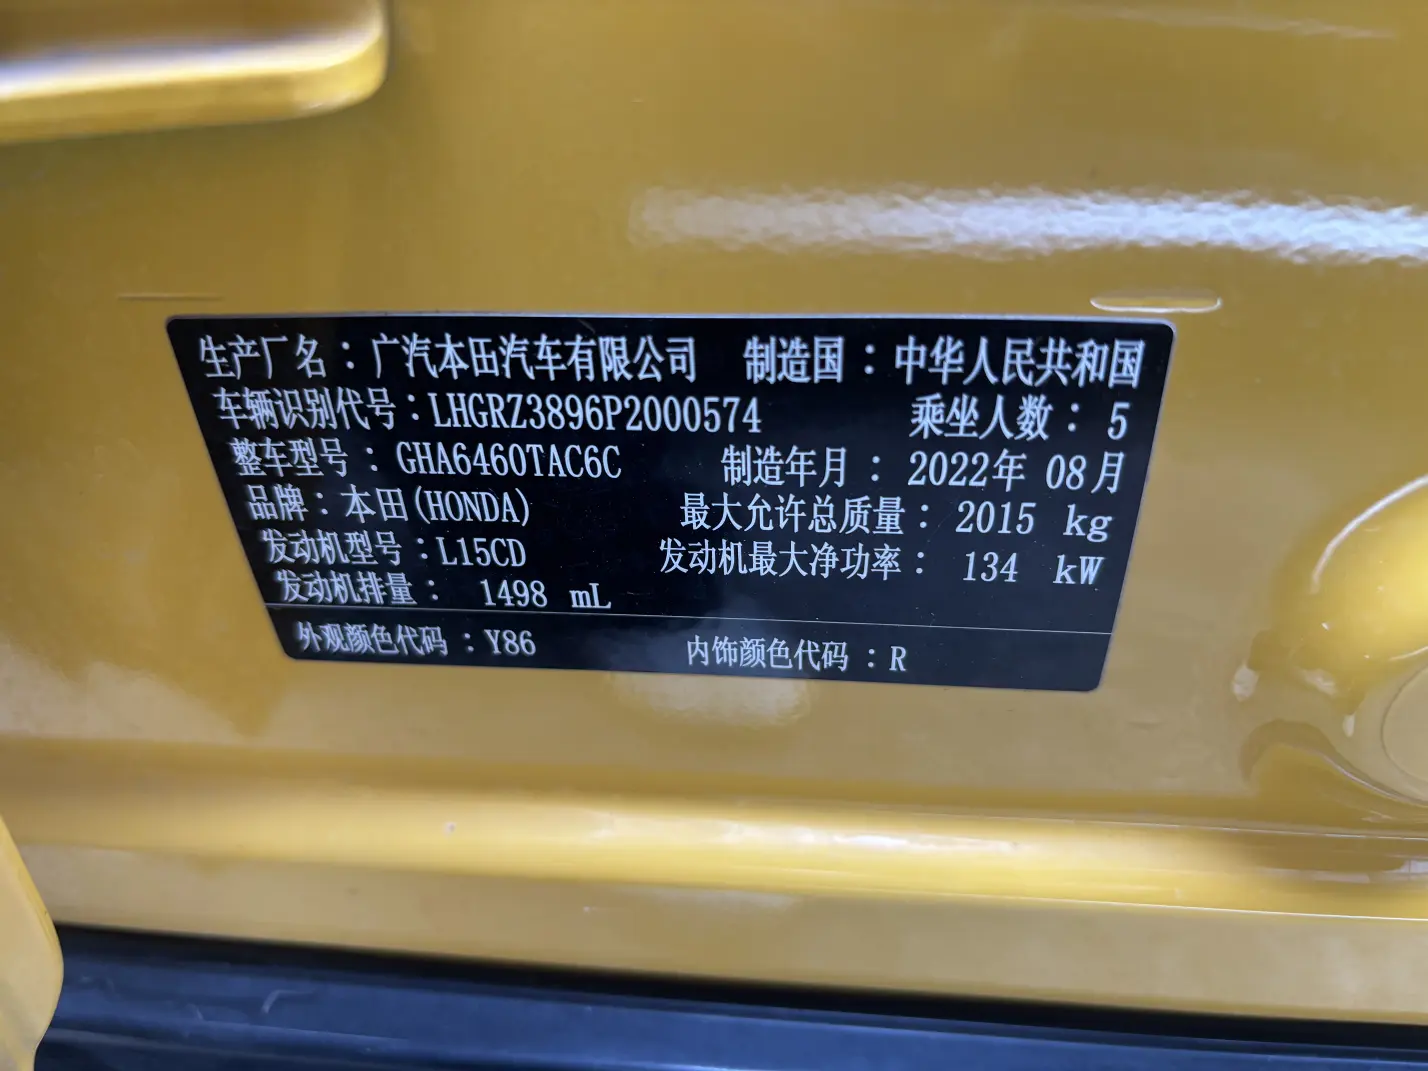 生产厂名：广汽本田汽车有限公司 制造国：中华人民共和国
车辆识别代号：LHGRZ3896P2000574 乘坐人数：5
整车型号：GHA6460TAC6C 制造年月：2022年 08月
品牌：本田(HONDA) 最大允许总质量：2015 kg
发动机型号：L15CD 发动机最大净功率：134 kW
发动机排量：1498 mL
外观颜色代码：Y86 内饰颜色代码：R